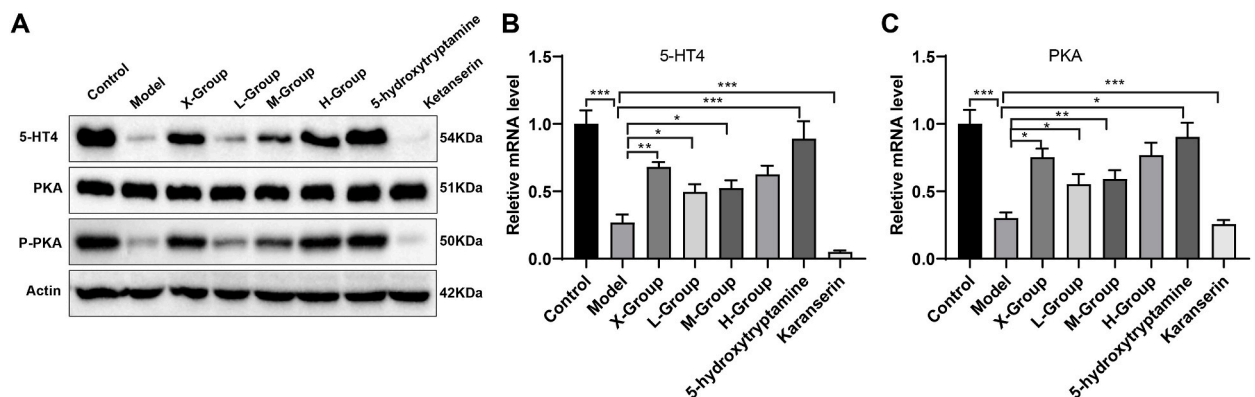 A
Control
Model
X-Group
L-Group
M-Group
H-Group
5-hydroxytryptamine
Ketanserin
5-HT4
54KDa
PKA
51KDa
P-PKA
50KDa
Actin
42KDa
B
5-HT4
Reletive mRNA level
1.5
1.0
0.5
0.0
***
***
***
*
*
**
Control
Model
X-Group
L-Group
M-Group
H-Group
5-hydroxytryptamine
Karanserin
C
PKA
Reletive mRNA level
1.5
1.0
0.5
0.0
***
***
*
**
*
*
Control
Model
X-Group
L-Group
M-Group
H-Group
5-hydroxytryptamine
Karanserin